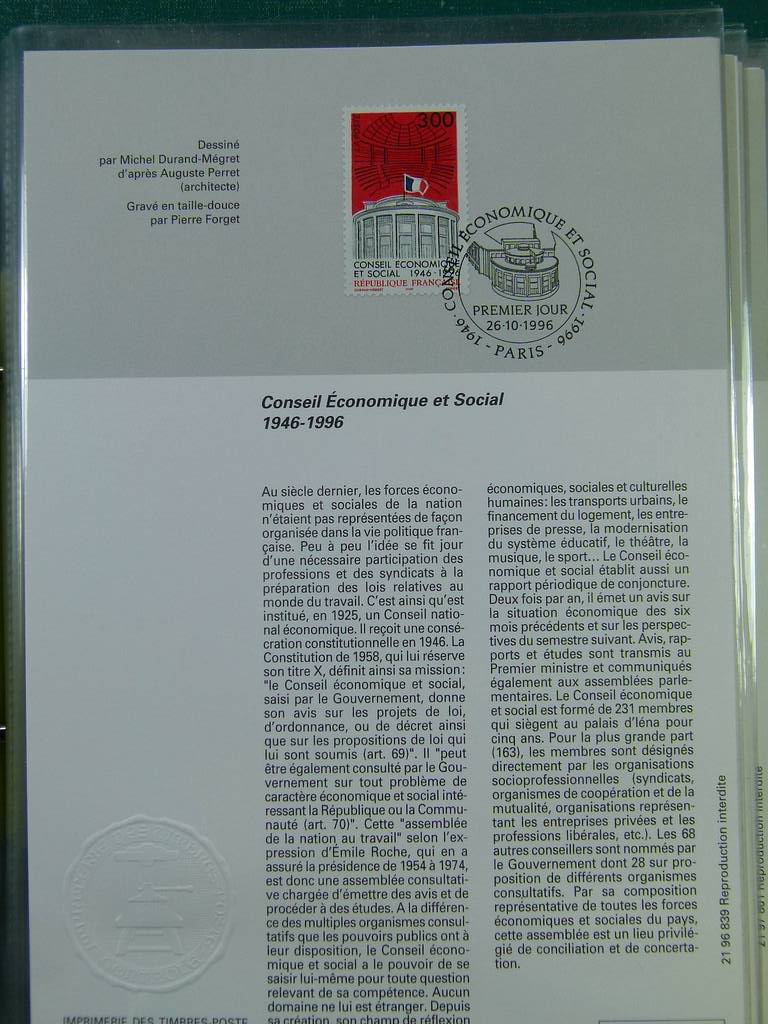 Dessiné
par Michel Durand-Mégret
d'après Auguste Perret
(architecte)
Gravé en taille-douce
par Pierre Forget
LA POSTE
3,00
CONSEIL ÉCONOMIQUE
ET SOCIAL 1946-1996
RÉPUBLIQUE FRANÇAISE
· CONSEIL ÉCONOMIQUE ET SOCIAL ·
PREMIER JOUR
26-10-1996
1946 - PARIS - 1996
Conseil Économique et Social
1946-1996
Au siècle dernier, les forces écono-
miques et sociales de la nation
n'étaient pas représentées de façon
organisée dans la vie politique fran-
çaise. Peu à peu l'idée se fit jour
d'une nécessaire participation des
professions et des syndicats à la
préparation des lois relatives au
monde du travail. C'est ainsi qu'est
institué, en 1925, un Conseil natio-
nal économique. Il reçoit une consé-
cration constitutionnelle en 1946. La
Constitution de 1958, qui lui réserve
son titre X, définit ainsi sa mission :
"le Conseil économique et social,
saisi par le Gouvernement, donne
son avis sur les projets de loi,
d'ordonnance, ou de décret ainsi
que sur les propositions de loi qui
lui sont soumis (art. 69)". Il "peut
être également consulté par le Gou-
vernement sur tout problème de
caractère économique et social inté-
ressant la République ou la Commu-
nauté (art. 70)". Cette "assemblée
de la nation au travail" selon l'ex-
pression d'Émile Roche, qui en a
assuré la présidence de 1954 à 1974,
est donc une assemblée consultati-
ve chargée d'émettre des avis et de
procéder à des études. A la différen-
ce des multiples organismes consul-
tatifs que les pouvoirs publics ont à
leur disposition, le Conseil écono-
mique et social a le pouvoir de se
saisir lui-même pour toute question
relevant de sa compétence. Aucun
domaine ne lui est étranger. Depuis
sa création, son champ de réflexion
économiques, sociales et culturelles
humaines : les transports urbains, le
financement du logement, les entre-
prises de presse, la modernisation
du système éducatif, le théâtre, la
musique, le sport... Le Conseil éco-
nomique et social établit aussi un
rapport périodique de conjoncture.
Deux fois par an, il émet un avis sur
la situation économique des six
mois précédents et sur les perspec-
tives du semestre suivant. Avis, rap-
ports et études sont transmis au
Premier ministre et communiqués
également aux assemblées parle-
mentaires. Le Conseil économique
et social est formé de 231 membres
qui siègent au palais d'Iéna pour
cinq ans. Pour la plus grande part
(163), les membres sont désignés
directement par les organisations
socioprofessionnelles (syndicats,
organismes de coopération et de la
mutualité, organisations représen-
tant les entreprises privées et les
professions libérales, etc.). Les 68
autres conseillers sont nommés par
le Gouvernement dont 28 sur pro-
position de différents organismes
consultatifs. Par sa composition
représentative de toutes les forces
économiques et sociales du pays,
cette assemblée est un lieu privilé-
gié de conciliation et de concerta-
tion.
21 96 839 Reproduction interdite
Reproduction interdite
IMPRIMERIE DES TIMBRES-POSTE